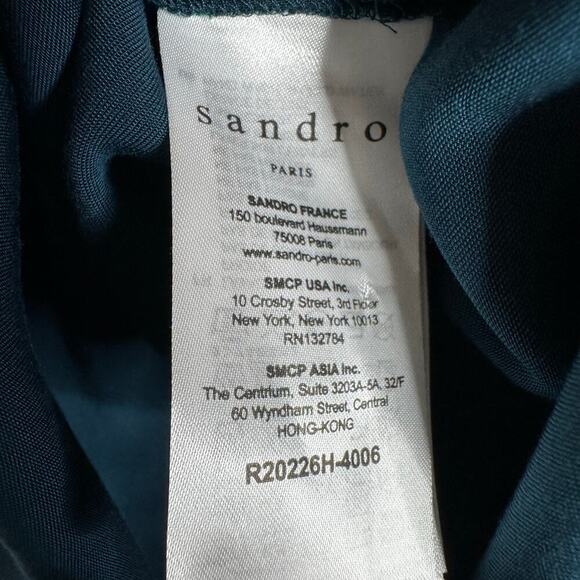 sandro
PARIS
SANDRO FRANCE
150 boulevard Haussmann
75008 Paris
www.sandro-paris.com
SMCP USA Inc.
10 Crosby Street, 3rd Floor
New York, New York 10013
RN132784
SMCP ASIA Inc.
The Centrium, Suite 3203A-5A, 32/F
60 Wyndham Street, Central
HONG-KONG
R20226H-4006